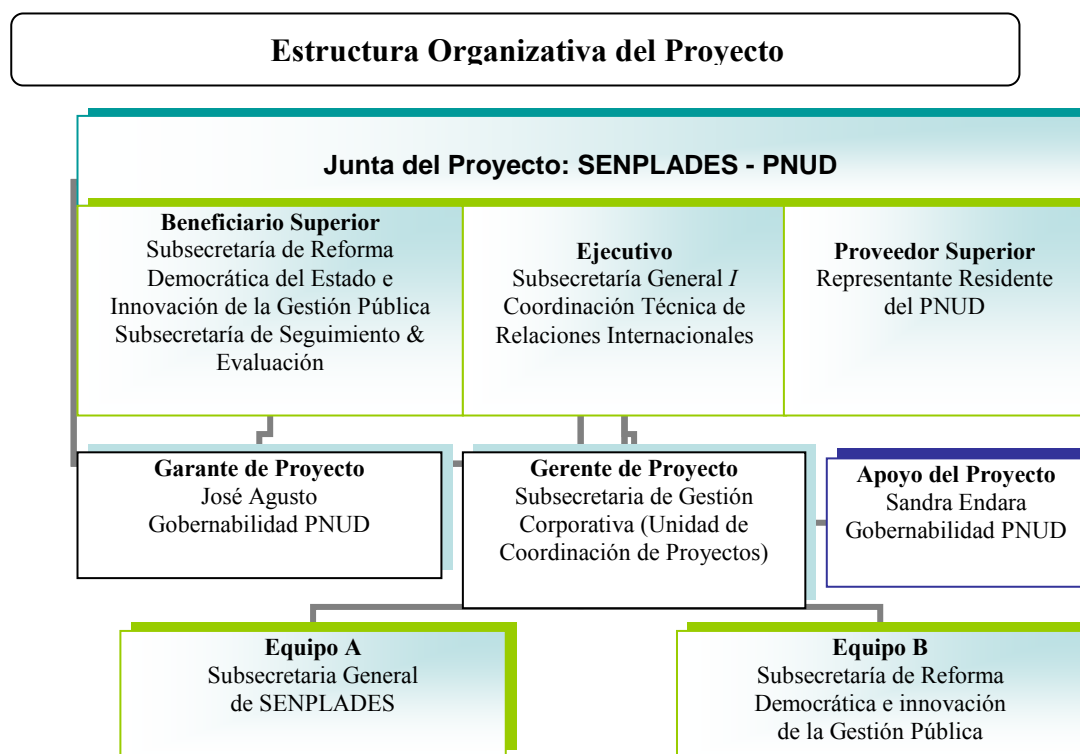 Estructura Organizativa del Proyecto
Junta del Proyecto: SENPLADES - PNUD
Beneficiario Superior
Subsecretaría de Reforma
Democrática del Estado e
Innovación de la Gestión Pública
Subsecretaría de Seguimiento &
Evaluación
Ejecutivo
Subsecretaría General I
Coordinación Técnica de
Relaciones Internacionales
Proveedor Superior
Representante Residente
del PNUD
Garante de Proyecto
José Agusto
Gobernabilidad PNUD
Gerente de Proyecto
Subsecretaria de Gestión
Corporativa (Unidad de
Coordinación de Proyectos)
Apoyo del Proyecto
Sandra Endara
Gobernabilidad PNUD
Equipo A
Subsecretaria General
de SENPLADES
Equipo B
Subsecretaría de Reforma
Democrática e innovación
de la Gestión Pública